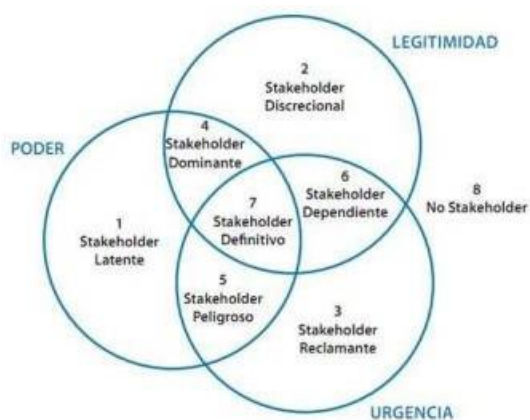 LEGITIMIDAD
2
Stakeholder
Discrecional
PODER
4
Stakeholder
Dominante
6
Stakeholder
Dependiente
8
No Stakeholder
7
Stakeholder
Definitivo
1
Stakeholder
Latente
5
Stakeholder
Peligroso
3
Stakeholder
Reclamante
URGENCIA